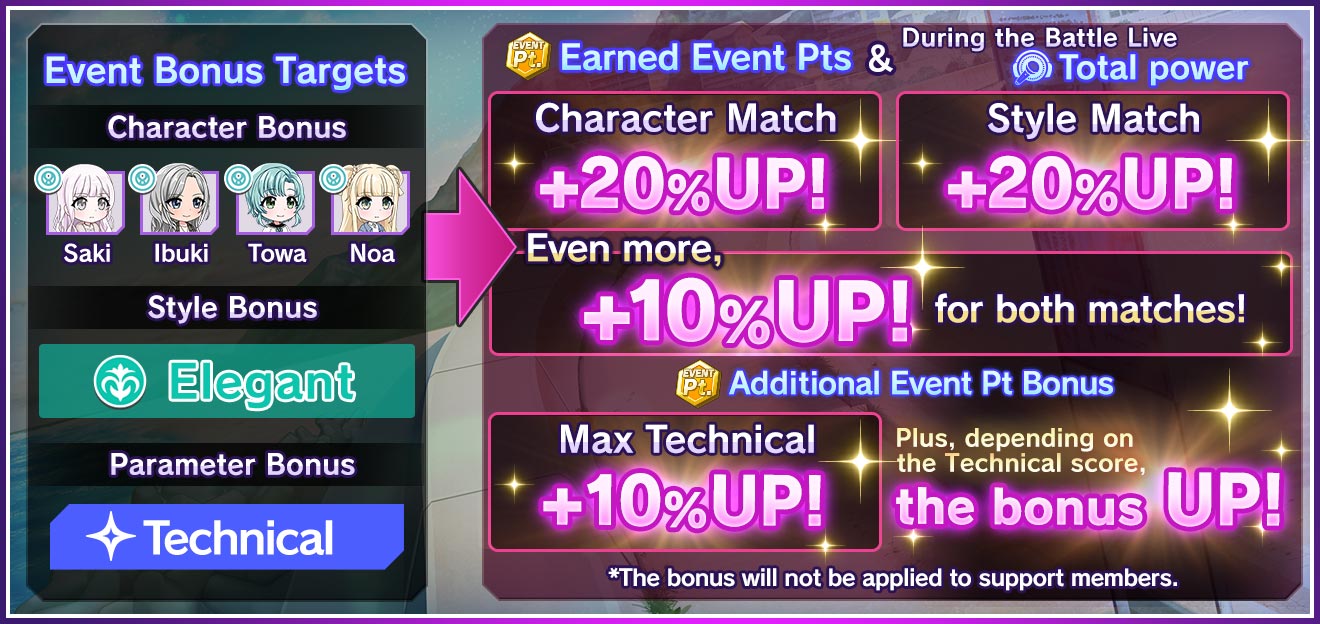 Event Bonus Targets
Character Bonus
Saki
Ibuki
Towa
Noa
Style Bonus
Elegant
Parameter Bonus
Technical
EVENT
Pt.
Earned Event Pts &
During the Battle Live
Total power
Character Match
+20%UP!
Style Match
+20%UP!
Even more,
+10%UP! for both matches!
EVENT
Pt.
Additional Event Pt Bonus
Max Technical
+10%UP!
Plus, depending on
the Technical score,
the bonus UP!
*The bonus will not be applied to support members.